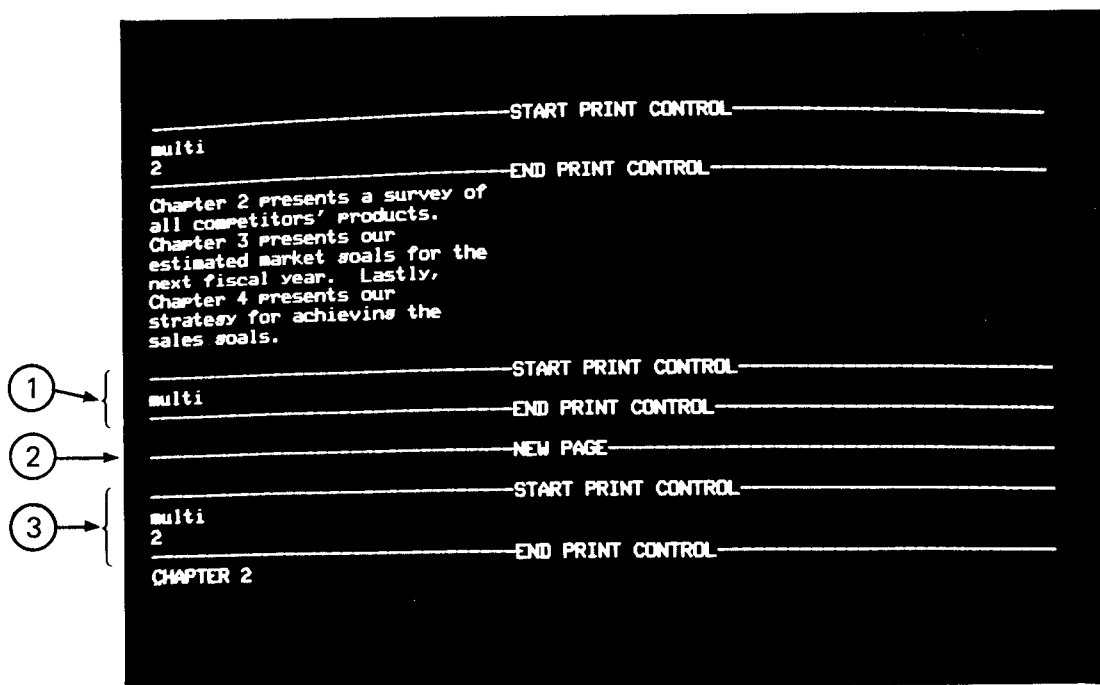 START PRINT CONTROL
multi
2
END PRINT CONTROL
Chapter 2 presents a survey of
all competitors' products.
Chapter 3 presents our
estimated market goals for the
next fiscal year. Lastly,
Chapter 4 presents our
strategy for achieving the
sales goals.
START PRINT CONTROL
1
multi
END PRINT CONTROL
2
NEW PAGE
START PRINT CONTROL
3
multi
2
END PRINT CONTROL
CHAPTER 2